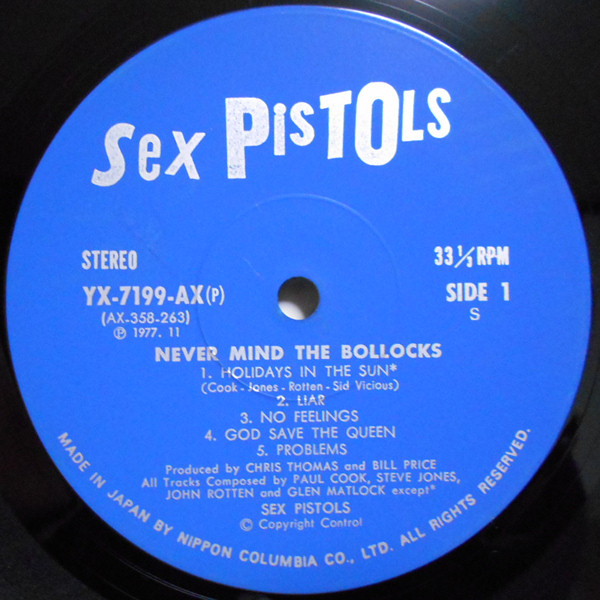 Sex PiSTOLS
STEREO
33 1/3 RPM
YX-7199-AX(P)
SIDE 1
(AX-358-263)
S
℗ 1977. 11
NEVER MIND THE BOLLOCKS
1. HOLIDAYS IN THE SUN*
(Cook - Jones - Rotten - Sid Vicious)
2. LIAR
3. NO FEELINGS
4. GOD SAVE THE QUEEN
5. PROBLEMS
Produced by CHRIS THOMAS and BILL PRICE
All Tracks Composed by PAUL COOK, STEVE JONES,
JOHN ROTTEN and GLEN MATLOCK except*
SEX PISTOLS
© Copyright Control
MADE IN JAPAN BY NIPPON COLUMBIA CO., LTD. ALL RIGHTS RESERVED.